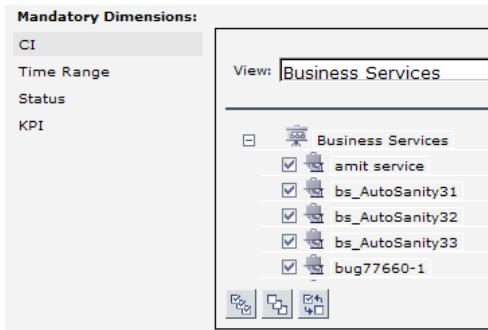 Mandatory Dimensions:
CI
Time Range
Status
KPI
View: Business Services
Business Services
amit service
bs_AutoSanity31
bs_AutoSanity32
bs_AutoSanity33
bug77660-1